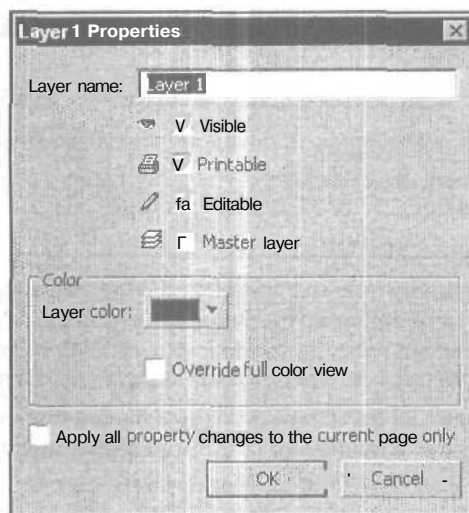 Layer 1 Properties
Layer name: Layer 1
V Visible
V Printable
fa Editable
Γ Master layer
Color
Layer color:
Override full color view
Apply all property changes to the current page only
OK
Cancel